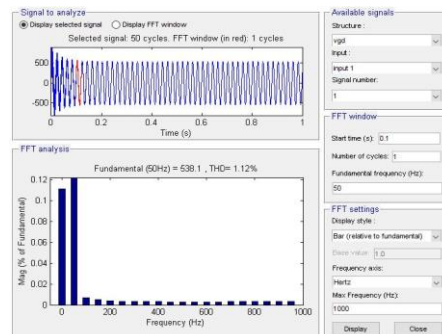 Signal to analyze
Display selected signal Display FFT window
Selected signal: 50 cycles. FFT window (in red): 1 cycles
500
0
-500
0 0.2 0.4 0.6 0.8 1
Time (s)
FFT analysis
Fundamental (50Hz) = 538.1 , THD= 1.12%
0.12
0.1
0.08
0.06
0.04
0.02
0
0 200 400 600 800 1000
Frequency (Hz)
Mag (% of Fundamental)
Available signals
Structure :
vgd
Input :
input 1
Signal number:
1
FFT window
Start time (s): 0.1
Number of cycles: 1
Fundamental frequency (Hz):
50
FFT settings
Display style :
Bar (relative to fundamental)
Base value: 1.0
Frequency axis:
Hertz
Max Frequency (Hz):
1000
Display Close